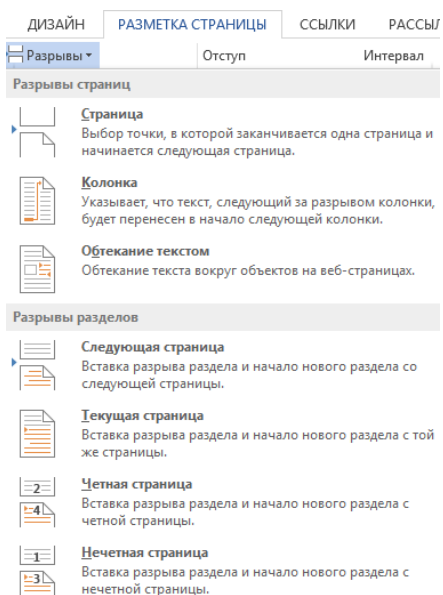 ДИЗАЙН РАЗМЕТКА СТРАНИЦЫ ССЫЛКИ РАССЫЛ
Разрывы Отступ Интервал
Разрывы страниц
Страница
Выбор точки, в которой заканчивается одна страница и
начинается следующая страница.
Колонка
Указывает, что текст, следующий за разрывом колонки,
будет перенесен в начало следующей колонки.
Обтекание текстом
Обтекание текста вокруг объектов на веб-страницах.
Разрывы разделов
Следующая страница
Вставка разрыва раздела и начало нового раздела со
следующей страницы.
Текущая страница
Вставка разрыва раздела и начало нового раздела с той
же страницы.
Четная страница
2
Вставка разрыва раздела и начало нового раздела с
4
четной страницы.
Нечетная страница
1
Вставка разрыва раздела и начало нового раздела с
3
нечетной страницы.